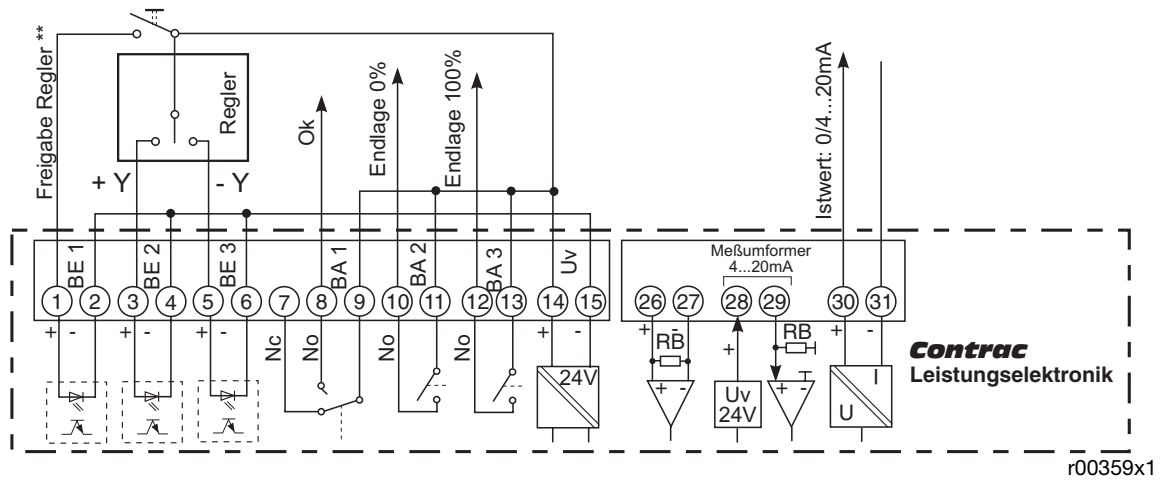 Freigabe Regler **
Regler
+ Y
- Y
Ok
Endlage 0%
Endlage 100%
Istwert: 0/4...20mA
BE 1
BE 2
BE 3
BA 1
BA 2
BA 3
Uv
Meßumformer
4...20mA
1 2 3 4 5 6 7 8 9 10 11 12 13 14 15
26 27 28 29 30 31
+ - + - + - Nc No No No + -
+ - + + -
RB
RB
24V
+ -
Uv
24V
+ -
I
U
Contrac
Leistungselektronik
r00359x1